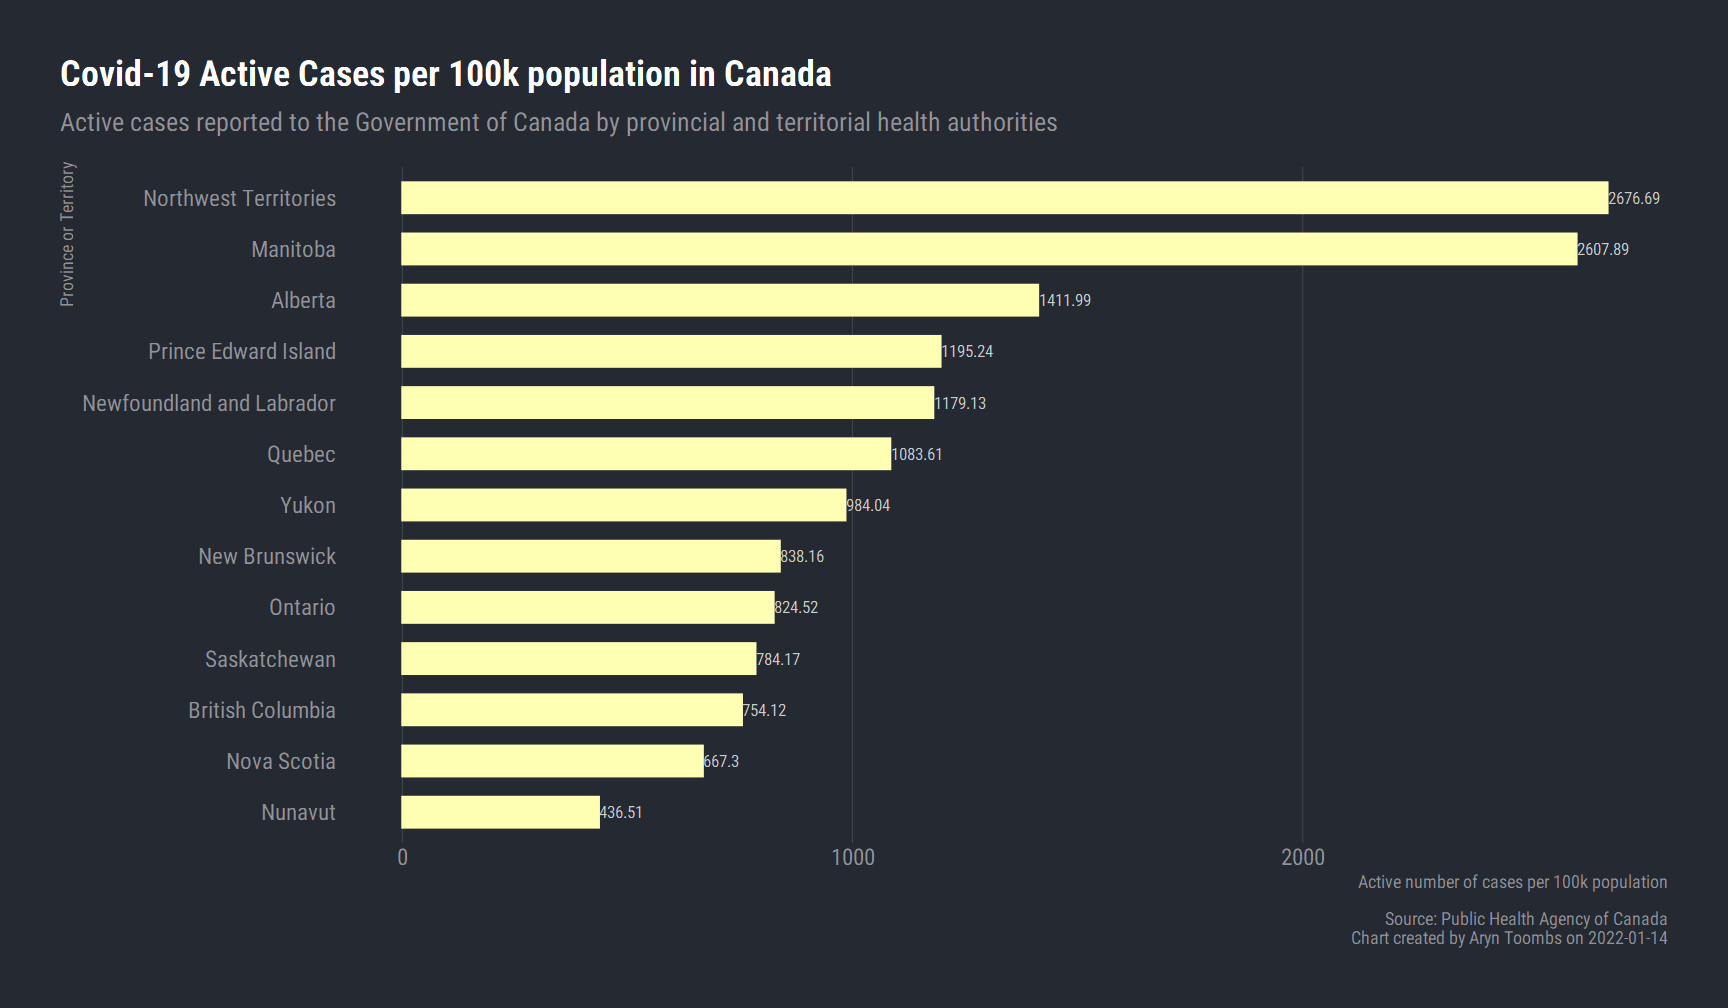 Covid-19 Active Cases per 100k population in Canada
Active cases reported to the Government of Canada by provincial and territorial health authorities
Province or Territory
Northwest Territories 2676.69
Manitoba 2607.89
Alberta 1411.99
Prince Edward Island 1195.24
Newfoundland and Labrador 1179.13
Quebec 1083.61
Yukon 984.04
New Brunswick 838.16
Ontario 824.52
Saskatchewan 784.17
British Columbia 754.12
Nova Scotia 667.3
Nunavut 436.51
0 1000 2000
Active number of cases per 100k population
Source: Public Health Agency of Canada
Chart created by Aryn Toombs on 2022-01-14